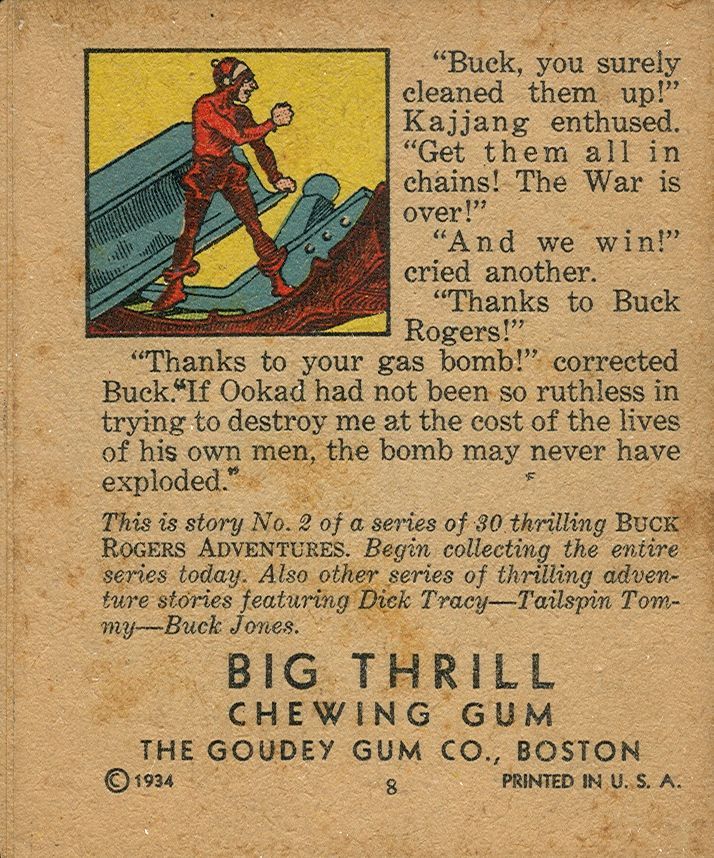 “Buck, you surely
cleaned them up!”
Kajjang enthused.
“Get them all in
chains! The War is
over!”
“And we win!”
cried another.
“Thanks to Buck
Rogers!”
“Thanks to your gas bomb!” corrected
Buck.“If Ookad had not been so ruthless in
trying to destroy me at the cost of the lives
of his own men, the bomb may never have
exploded.”
This is story No. 2 of a series of 30 thrilling BUCK
ROGERS ADVENTURES. Begin collecting the entire
series today. Also other series of thrilling adven-
ture stories featuring Dick Tracy—Tailspin Tom-
my—Buck Jones.
BIG THRILL
CHEWING GUM
THE GOUDEY GUM CO., BOSTON
© 1934 8 PRINTED IN U. S. A.